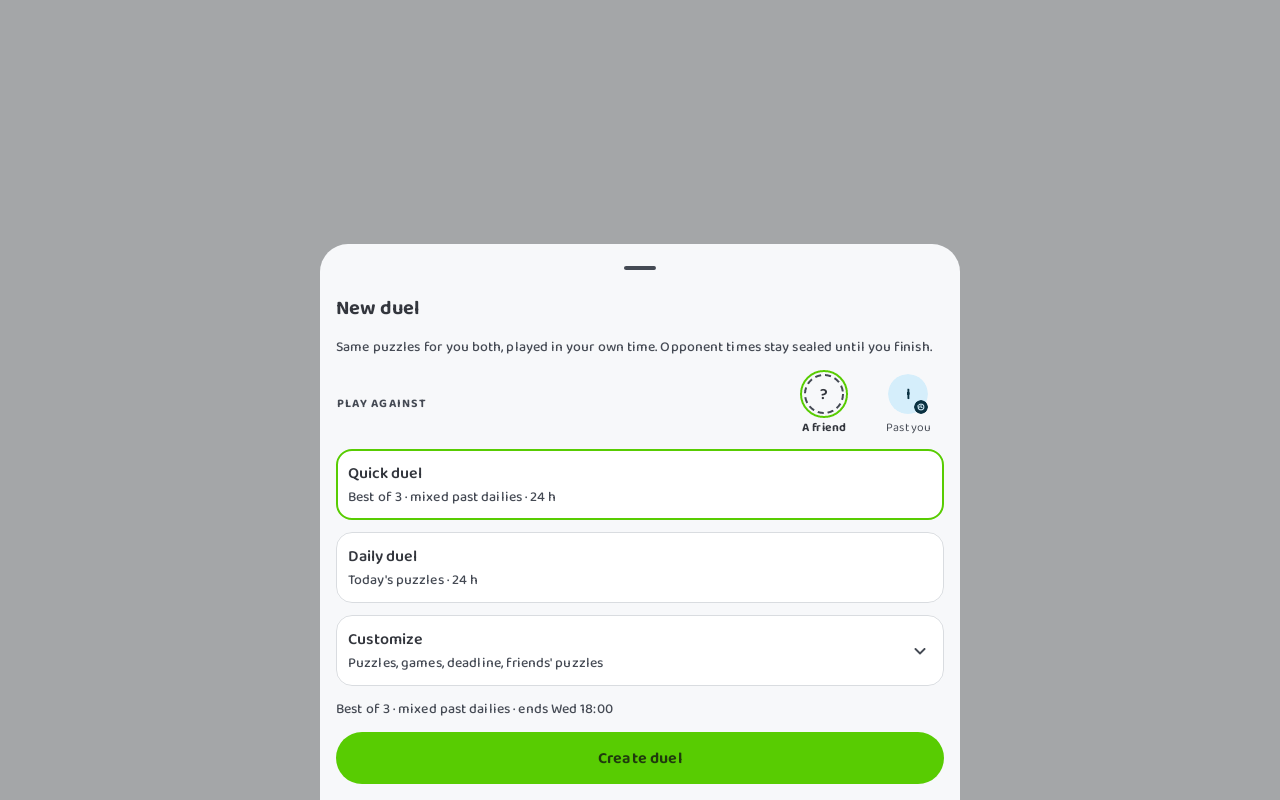 New duel
Same puzzles for you both, played in your own time. Opponent times stay sealed until you finish.
PLAY AGAINST
?
A friend
Past you
Quick duel
Best of 3 · mixed past dailies · 24 h
Daily duel
Today's puzzles · 24 h
Customize
Puzzles, games, deadline, friends' puzzles
Best of 3 · mixed past dailies · ends Wed 18:00
Create duel